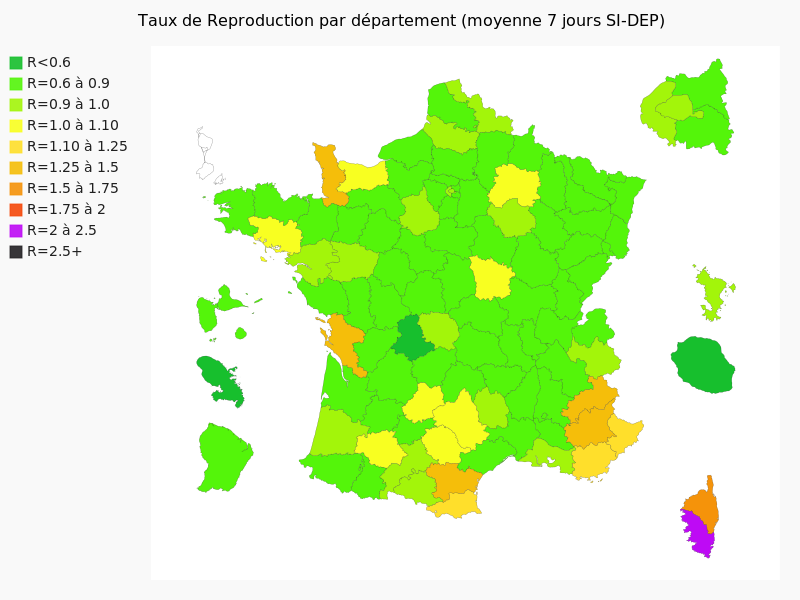 Taux de Reproduction par département (moyenne 7 jours SI-DEP)
R<0.6
R=0.6 à 0.9
R=0.9 à 1.0
R=1.0 à 1.10
R=1.10 à 1.25
R=1.25 à 1.5
R=1.5 à 1.75
R=1.75 à 2
R=2 à 2.5
R=2.5+